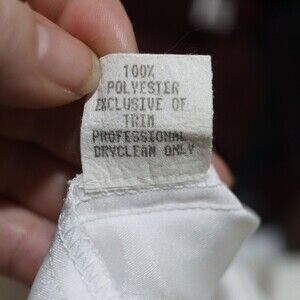 100%
POLYESTER
EXCLUSIVE OF
TRIM
PROFESSIONAL
DRYCLEAN ONLY